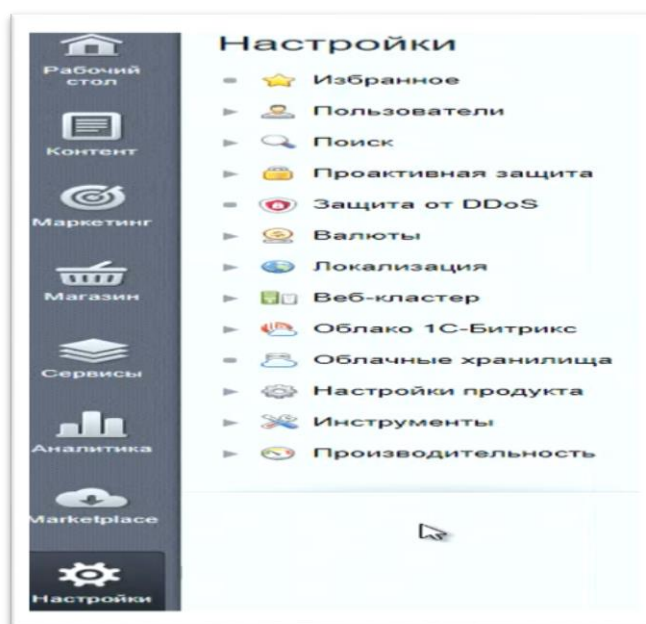 Рабочий
стол
Контент
Маркетинг
Магазин
Сервисы
Аналитика
Marketplace
Настройки
Настройки
Избранное
Пользователи
Поиск
Проактивная защита
Защита от DDoS
Валюты
Локализация
Веб-кластер
Облако 1С-Битрикс
Облачные хранилища
Настройки продукта
Инструменты
Производительность